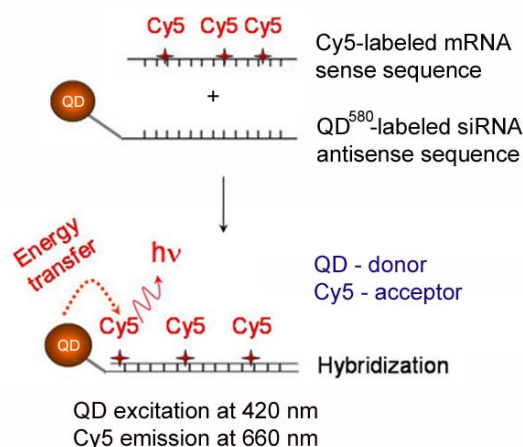 Cy5 Cy5 Cy5
Cy5-labeled mRNA
sense sequence
+
QD
QD580-labeled siRNA
antisense sequence
Energy
transfer
hν
QD - donor
Cy5 - acceptor
Cy5 Cy5 Cy5
QD
Hybridization
QD excitation at 420 nm
Cy5 emission at 660 nm